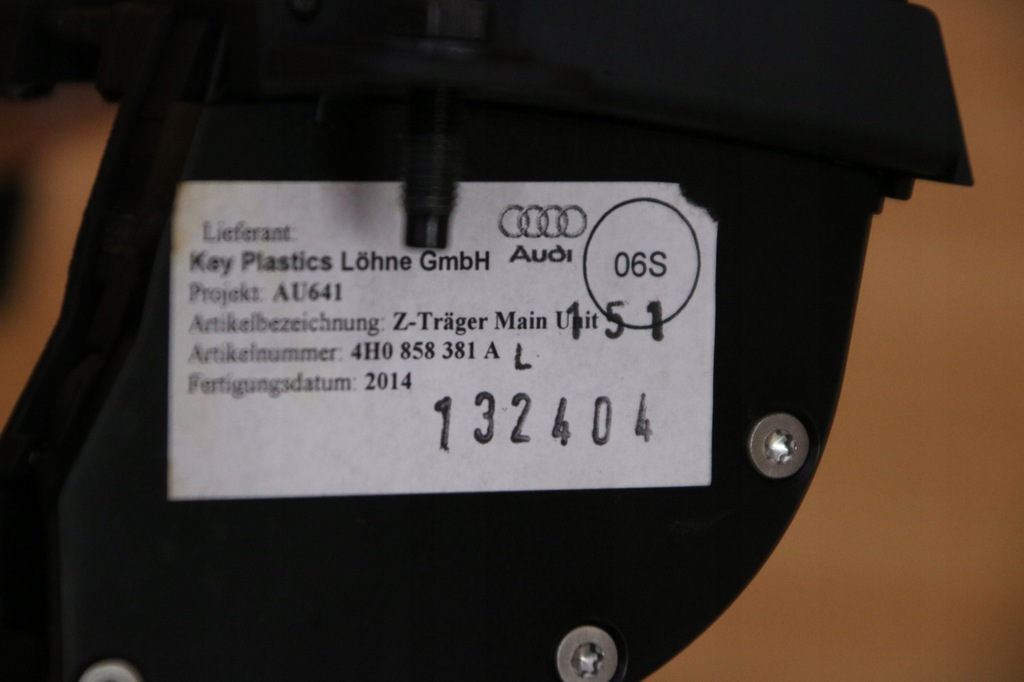 Lieferant:
Audi
06S
Key Plastics Löhne GmbH
Projekt: AU641
Artikelbezeichnung: Z-Träger Main Unit
151
Artikelnummer: 4H0 858 381 A L
Fertigungsdatum: 2014
132404